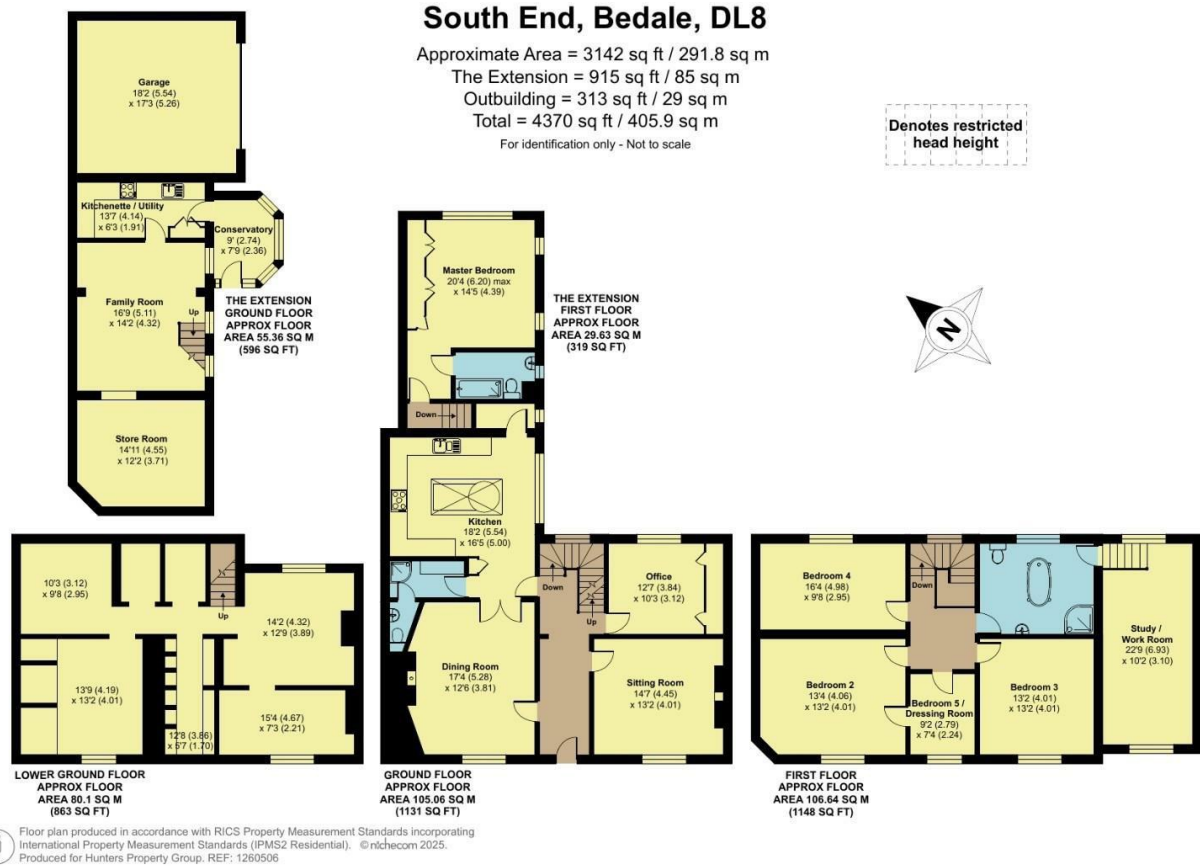 South End, Bedale, DL8
Approximate Area = 3142 sq ft / 291.8 sq m
The Extension = 915 sq ft / 85 sq m
Outbuilding = 313 sq ft / 29 sq m
Total = 4370 sq ft / 405.9 sq m
For identification only - Not to scale
Denotes restricted
head height
N
Garage
18'2 (5.54)
x 17'3 (5.26)
Kitchenette / Utility
13'7 (4.14)
x 6'3 (1.91)
Conservatory
9' (2.74)
x 7'9 (2.36)
Family Room
16'9 (5.11)
x 14'2 (4.32)
Up
Store Room
14'11 (4.55)
x 12'2 (3.71)
THE EXTENSION
GROUND FLOOR
APPROX FLOOR
AREA 55.36 SQ M
(596 SQ FT)
Master Bedroom
20'4 (6.20) max
x 14'5 (4.39)
Down
THE EXTENSION
FIRST FLOOR
APPROX FLOOR
AREA 29.63 SQ M
(319 SQ FT)
10'3 (3.12)
x 9'8 (2.95)
Up
14'2 (4.32)
x 12'9 (3.89)
13'9 (4.19)
x 13'2 (4.01)
12'8 (3.86)
x 5'7 (1.70)
15'4 (4.67)
x 7'3 (2.21)
LOWER GROUND FLOOR
APPROX FLOOR
AREA 80.1 SQ M
(863 SQ FT)
Kitchen
18'2 (5.54)
x 16'5 (5.00)
Down
Up
Office
12'7 (3.84)
x 10'3 (3.12)
Dining Room
17'4 (5.28)
x 12'6 (3.81)
Sitting Room
14'7 (4.45)
x 13'2 (4.01)
GROUND FLOOR
APPROX FLOOR
AREA 105.06 SQ M
(1131 SQ FT)
Bedroom 4
16'4 (4.98)
x 9'8 (2.95)
Down
Study /
Work Room
22'9 (6.93)
x 10'2 (3.10)
Bedroom 2
13'4 (4.06)
x 13'2 (4.01)
Bedroom 5 /
Dressing Room
9'2 (2.79)
x 7'4 (2.24)
Bedroom 3
13'2 (4.01)
x 13'2 (4.01)
FIRST FLOOR
APPROX FLOOR
AREA 106.64 SQ M
(1148 SQ FT)
Floor plan produced in accordance with RICS Property Measurement Standards incorporating
International Property Measurement Standards (IPMS2 Residential). ©nichecom 2025.
Produced for Hunters Property Group. REF: 1260506